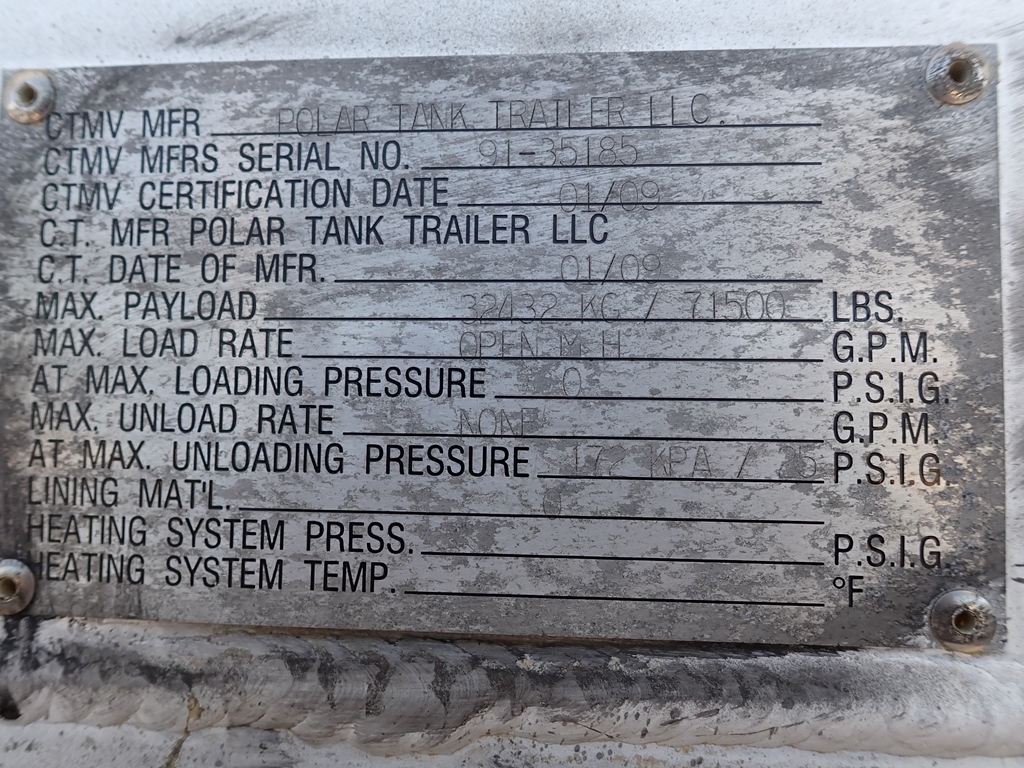 CTMV MFR POLAR TANK TRAILER LLC.
CTMV MFRS SERIAL NO. 91-35185
CTMV CERTIFICATION DATE 01/09
C.T. MFR POLAR TANK TRAILER LLC
C.T. DATE OF MFR. 01/09
MAX. PAYLOAD 32432 KG / 71500 LBS.
MAX. LOAD RATE OPEN M.H. G.P.M.
AT MAX. LOADING PRESSURE 0 P.S.I.G.
MAX. UNLOAD RATE NONE G.P.M.
AT MAX. UNLOADING PRESSURE 172 KPA / 25 P.S.I.G.
LINING MAT'L. 0
HEATING SYSTEM PRESS. P.S.I.G.
HEATING SYSTEM TEMP. °F